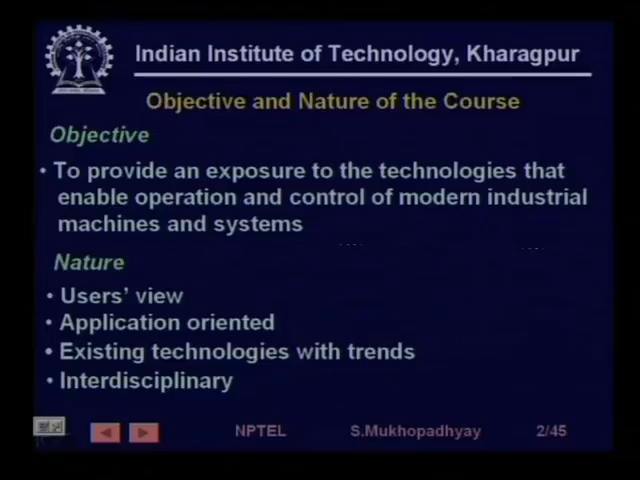 Indian Institute of Technology, Kharagpur
Objective and Nature of the Course
Objective
• To provide an exposure to the technologies that
enable operation and control of modern industrial
machines and systems
Nature
• Users' view
• Application oriented
• Existing technologies with trends
• Interdisciplinary
NPTEL S.Mukhopadhyay 2/45